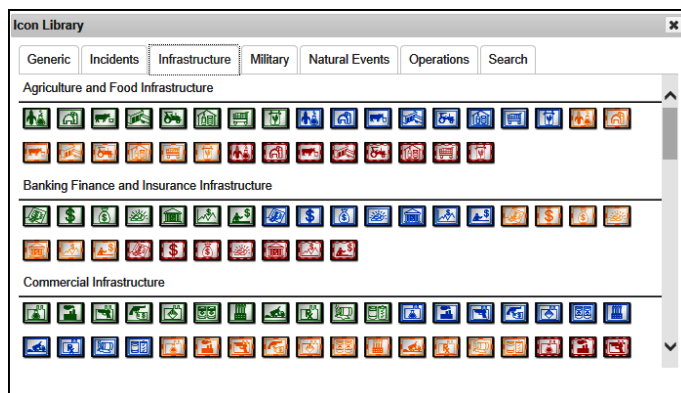 Icon Library
Generic Incidents Infrastructure Military Natural Events Operations Search
Agriculture and Food Infrastructure
Banking Finance and Insurance Infrastructure
Commercial Infrastructure